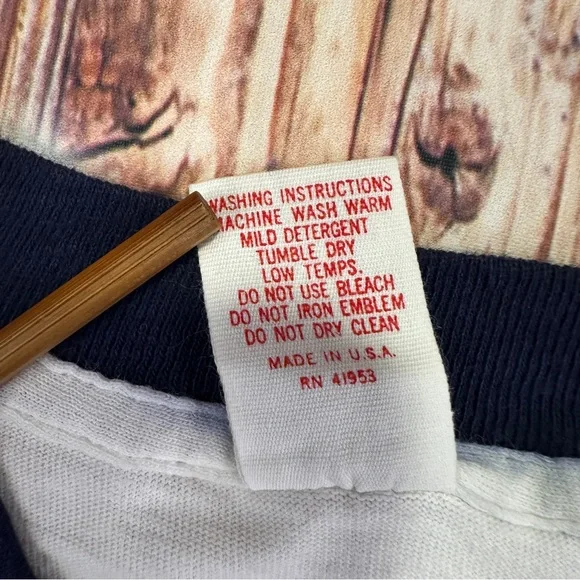 WASHING INSTRUCTIONS
MACHINE WASH WARM
MILD DETERGENT
TUMBLE DRY
LOW TEMPS.
DO NOT USE BLEACH
DO NOT IRON EMBLEM
DO NOT DRY CLEAN
MADE IN U.S.A.
RN 41953